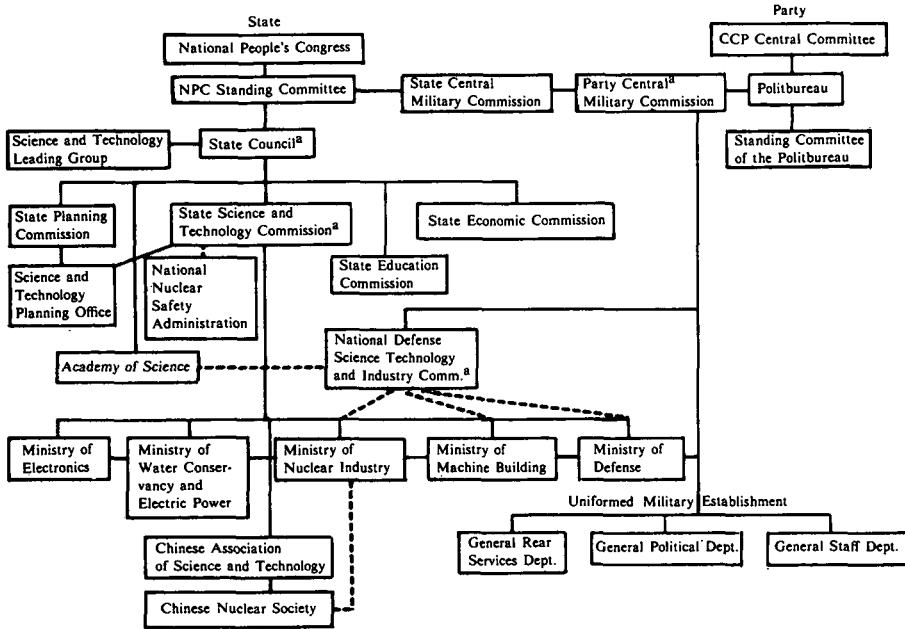 State
Party
National People's Congress
CCP Central Committee
NPC Standing Committee
State Central
Military Commission
Party Central a
Military Commission
Politbureau
Science and Technology
Leading Group
State Council a
Standing Committee
of the Politbureau
State Planning
Commission
State Science and
Technology Commission a
State Economic Commission
Science and
Technology
Planning Office
National
Nuclear
Safety
Administration
State Education
Commission
Academy of Science
National Defense
Science Technology
and Industry Comm. a
Ministry of
Electronics
Ministry of
Water Conser-
vancy and
Electric Power
Ministry of
Nuclear Industry
Ministry of
Machine Building
Ministry of
Defense
Uniformed Military Establishment
General Rear
Services Dept.
General Political Dept.
General Staff Dept.
Chinese Association
of Science and Technology
Chinese Nuclear Society